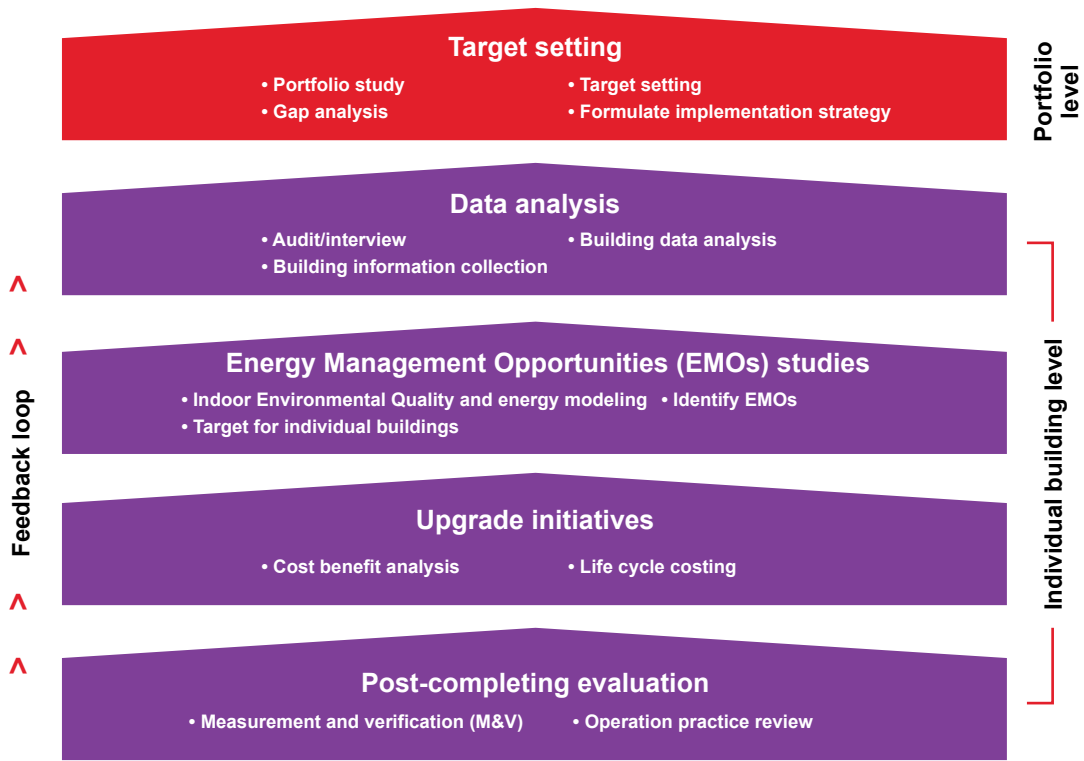 Target setting
• Portfolio study
• Target setting
• Gap analysis
• Formulate implementation strategy
Portfolio
level
Data analysis
• Audit/interview
• Building data analysis
• Building information collection
Energy Management Opportunities (EMOs) studies
• Indoor Environmental Quality and energy modeling
• Identify EMOs
• Target for individual buildings
Upgrade initiatives
• Cost benefit analysis
• Life cycle costing
Post-completing evaluation
• Measurement and verification (M&V)
• Operation practice review
Feedback loop
Individual building level